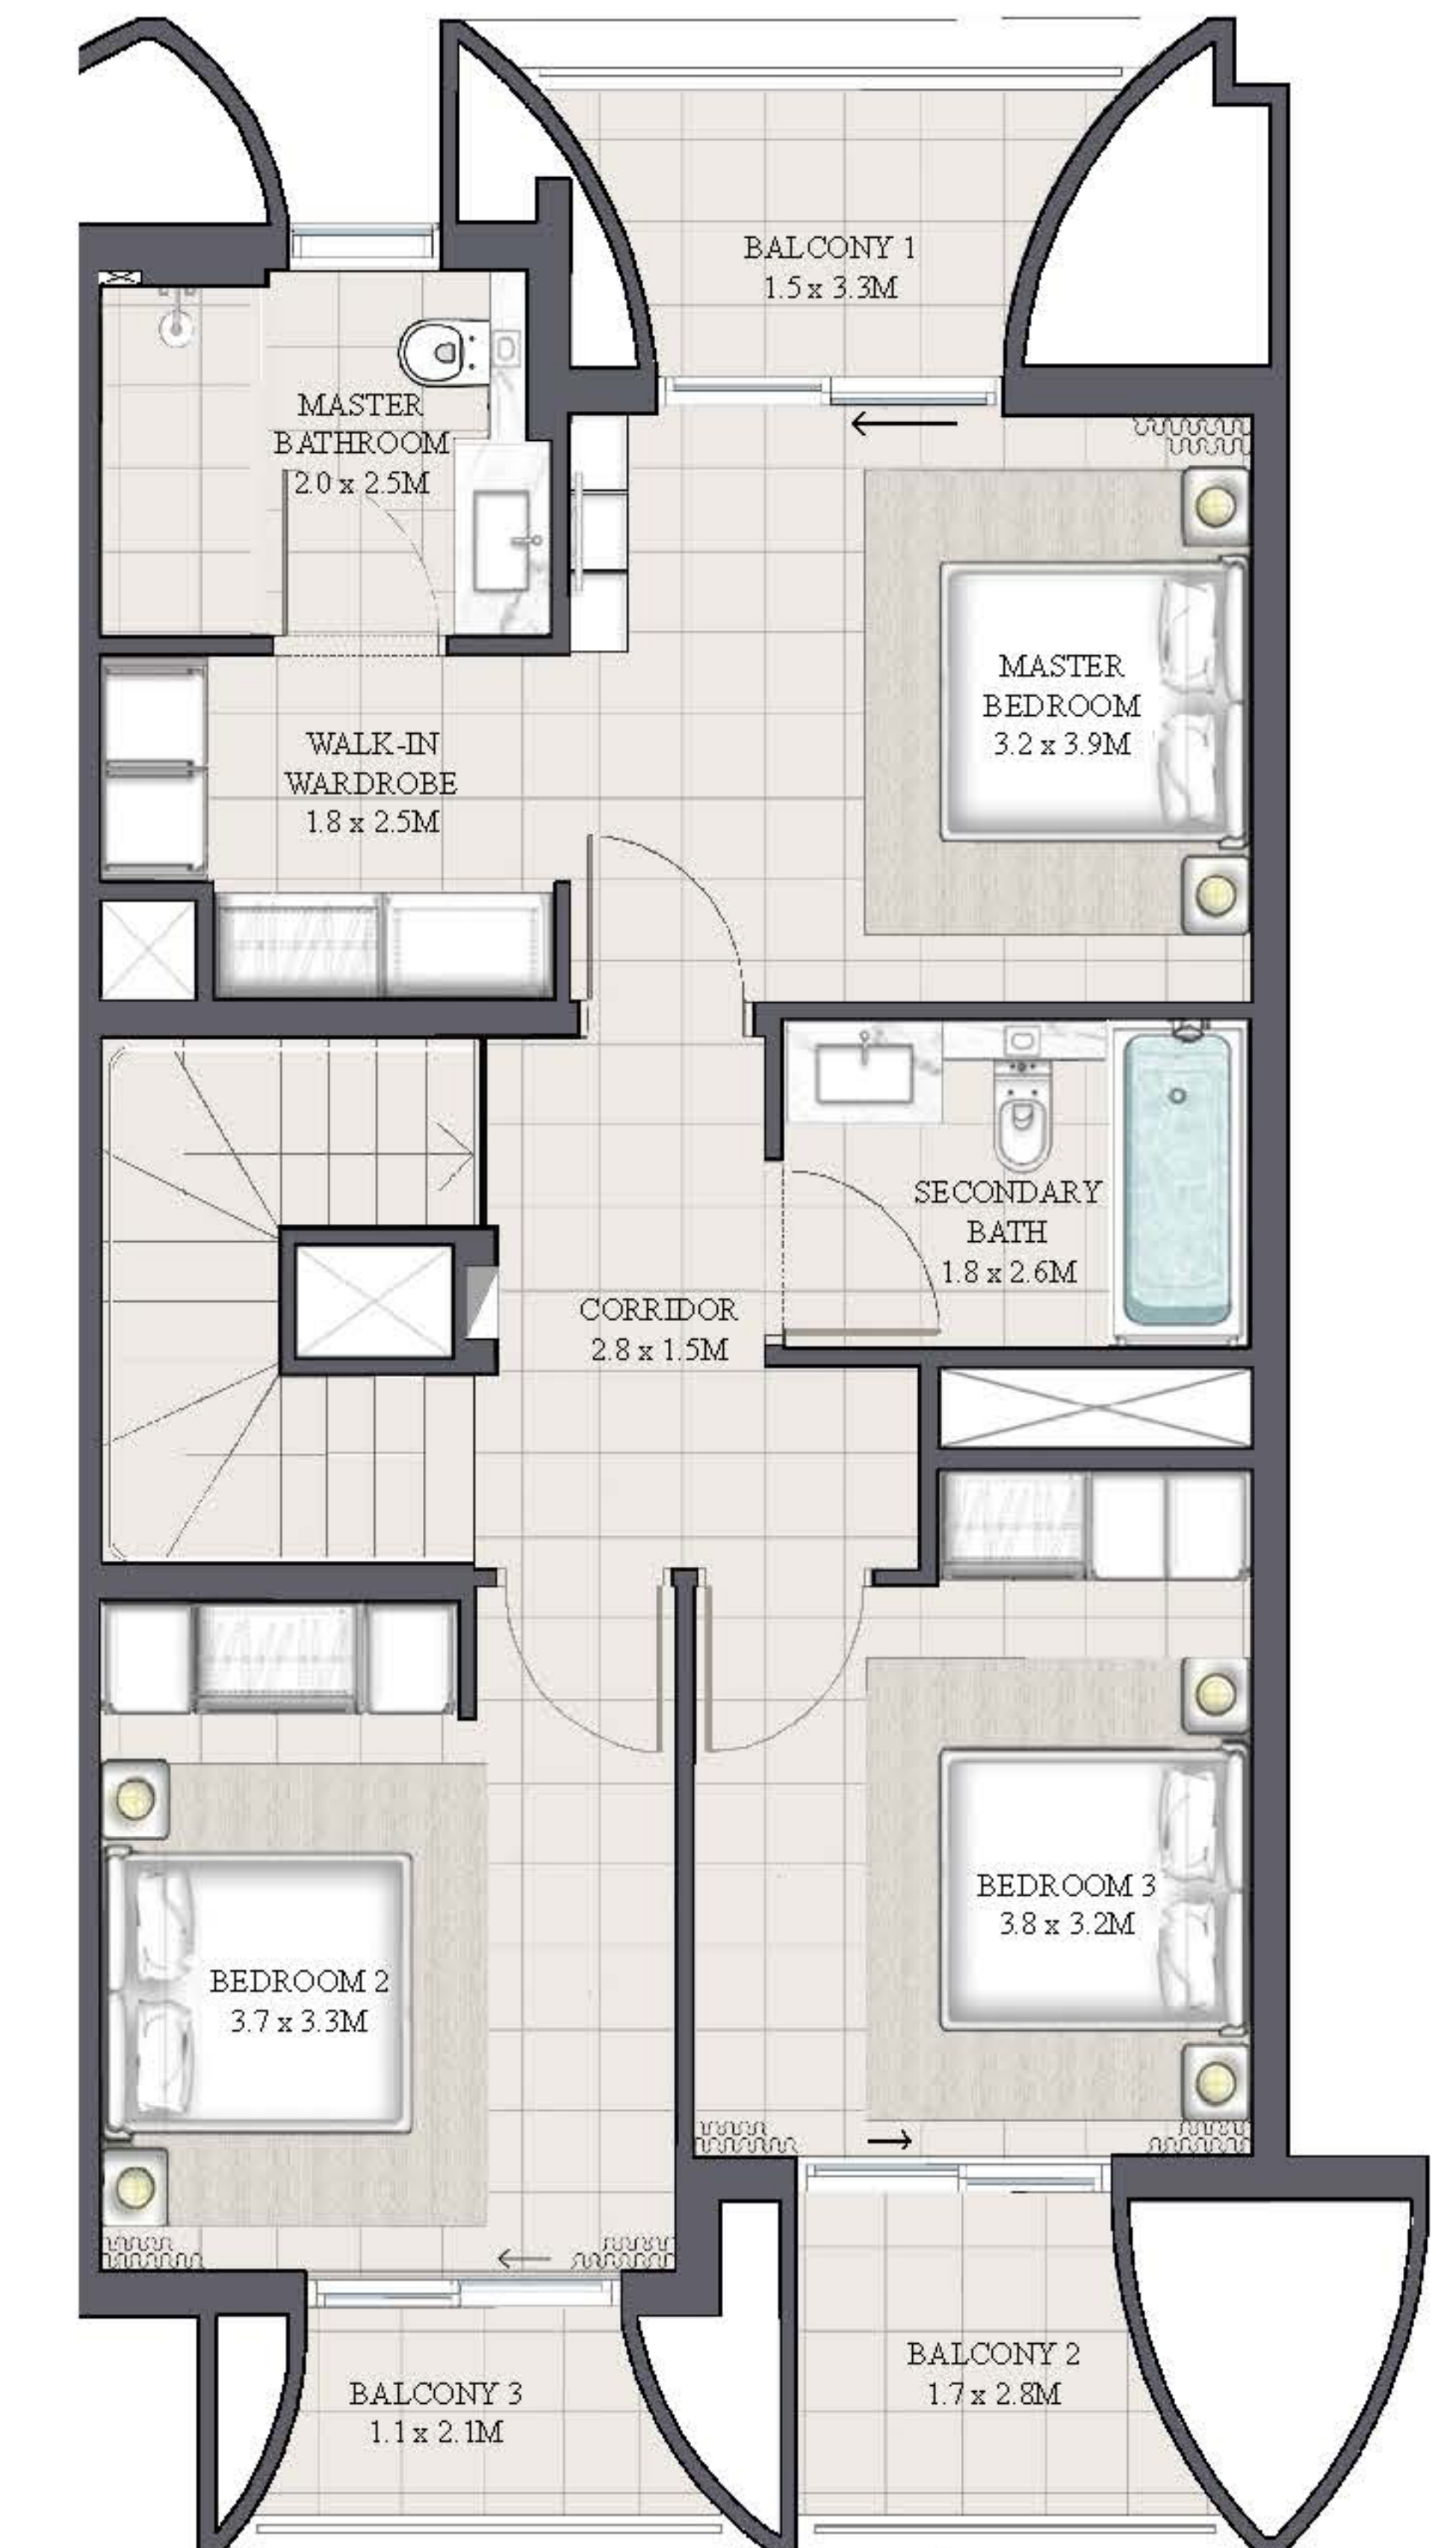 BALCONY 1
1.5 x 3.3M
MASTER
BATHROOM
2.0 x 2.5M
MASTER
BEDROOM
3.2 x 3.9M
WALK-IN
WARDROBE
1.8 x 2.5M
SECONDARY
BATH
1.8 x 2.6M
CORRIDOR
2.8 x 1.5M
BEDROOM 3
3.8 x 3.2M
BEDROOM 2
3.7 x 3.3M
BALCONY 2
1.7 x 2.8M
BALCONY 3
1.1 x 2.1M